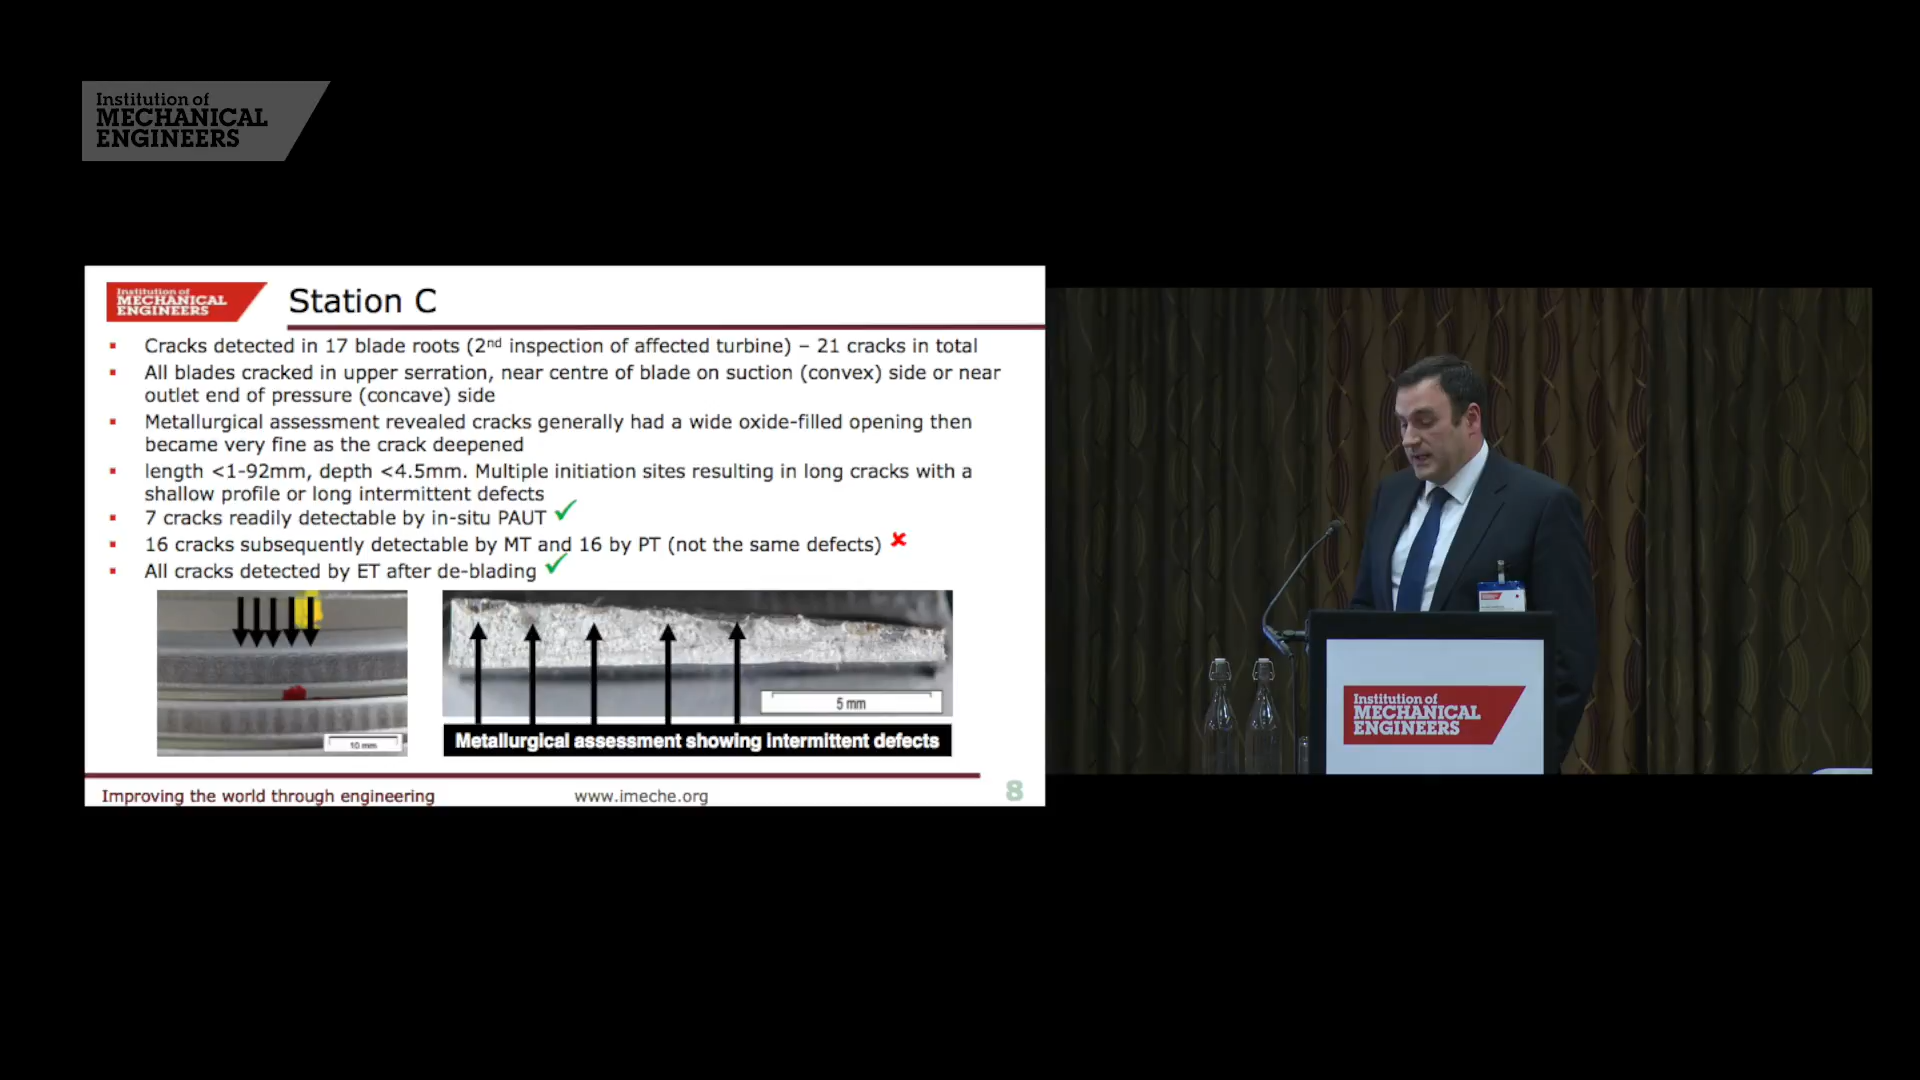 Institution of
MECHANICAL
ENGINEERS
Institution of
MECHANICAL
ENGINEERS
Station C
Cracks detected in 17 blade roots (2nd inspection of affected turbine) – 21 cracks in total
All blades cracked in upper serration, near centre of blade on suction (convex) side or near
outlet end of pressure (concave) side
Metallurgical assessment revealed cracks generally had a wide oxide-filled opening then
became very fine as the crack deepened
length <1-92mm, depth <4.5mm. Multiple initiation sites resulting in long cracks with a
shallow profile or long intermittent defects
7 cracks readily detectable by in-situ PAUT ✓
16 cracks subsequently detectable by MT and 16 by PT (not the same defects) ✘
All cracks detected by ET after de-blading ✓
10 mm
5 mm
Metallurgical assessment showing intermittent defects
Improving the world through engineering
www.imeche.org
8
Institution of
MECHANICAL
ENGINEERS